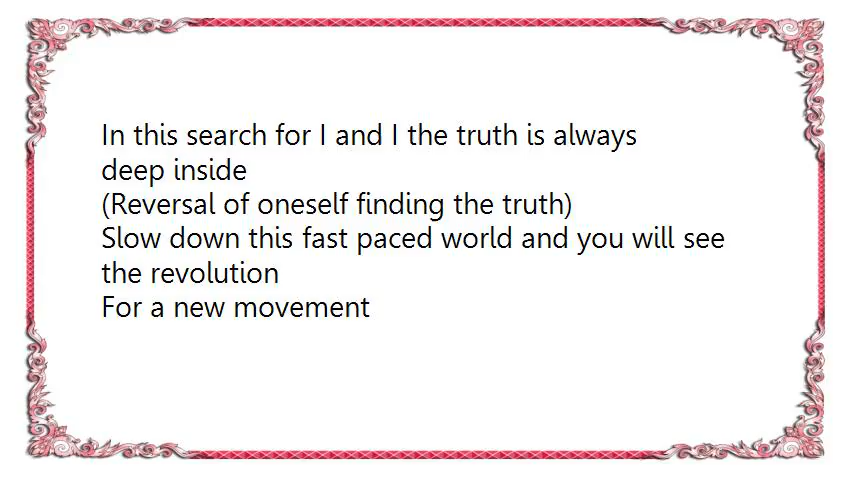 In this search for I and I the truth is always
deep inside
(Reversal of oneself finding the truth)
Slow down this fast paced world and you will see
the revolution
For a new movement